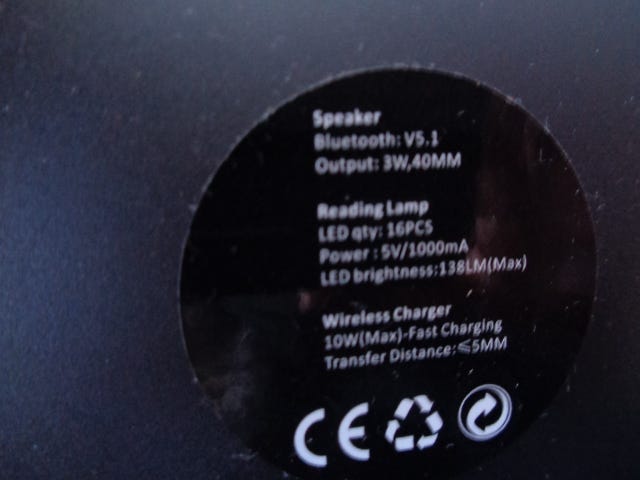 Speaker
Bluetooth: V5.1
Output: 3W,40MM
Reading Lamp
LED qty: 16PCS
Power : 5V/1000mA
LED brightness:138LM(Max)
Wireless Charger
10W(Max)-Fast Charging
Transfer Distance:≤5MM
CE